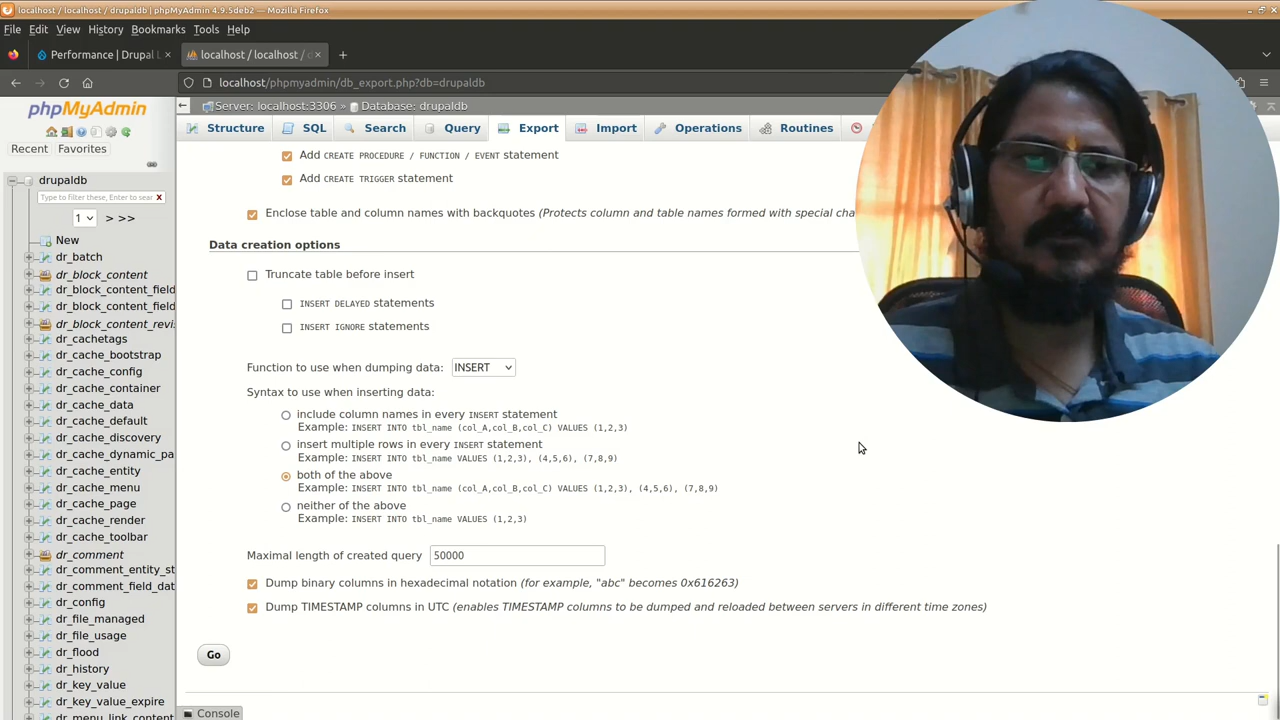 localhost / localhost / drupaldb | phpMyAdmin 4.9.5deb2 — Mozilla Firefox
File Edit View History Bookmarks Tools Help
Performance | Drupal L
localhost / localhost / d
localhost/phpmyadmin/db_export.php?db=drupaldb
phpMyAdmin
Server: localhost:3306 » Database: drupaldb
Structure SQL Search Query Export Import Operations Routines
Recent Favorites
drupaldb
Type to filter these, Enter to sear X
1 > >>
New
dr_batch
dr_block_content
dr_block_content_field
dr_block_content_field
dr_block_content_revi
dr_cachetags
dr_cache_bootstrap
dr_cache_config
dr_cache_container
dr_cache_data
dr_cache_default
dr_cache_discovery
dr_cache_dynamic_pa
dr_cache_entity
dr_cache_menu
dr_cache_page
dr_cache_render
dr_cache_toolbar
dr_comment
dr_comment_entity_st
dr_comment_field_dat
dr_config
dr_file_managed
dr_file_usage
dr_flood
dr_history
dr_key_value
dr_key_value_expire
dr_menu_link_content
Add CREATE PROCEDURE / FUNCTION / EVENT statement
Add CREATE TRIGGER statement
Enclose table and column names with backquotes (Protects column and table names formed with special cha
Data creation options
Truncate table before insert
INSERT DELAYED statements
INSERT IGNORE statements
Function to use when dumping data: INSERT
Syntax to use when inserting data:
include column names in every INSERT statement
Example: INSERT INTO tbl_name (col_A,col_B,col_C) VALUES (1,2,3)
insert multiple rows in every INSERT statement
Example: INSERT INTO tbl_name VALUES (1,2,3), (4,5,6), (7,8,9)
both of the above
Example: INSERT INTO tbl_name (col_A,col_B,col_C) VALUES (1,2,3), (4,5,6), (7,8,9)
neither of the above
Example: INSERT INTO tbl_name VALUES (1,2,3)
Maximal length of created query 50000
Dump binary columns in hexadecimal notation (for example, "abc" becomes 0x616263)
Dump TIMESTAMP columns in UTC (enables TIMESTAMP columns to be dumped and reloaded between servers in different time zones)
Go
Console